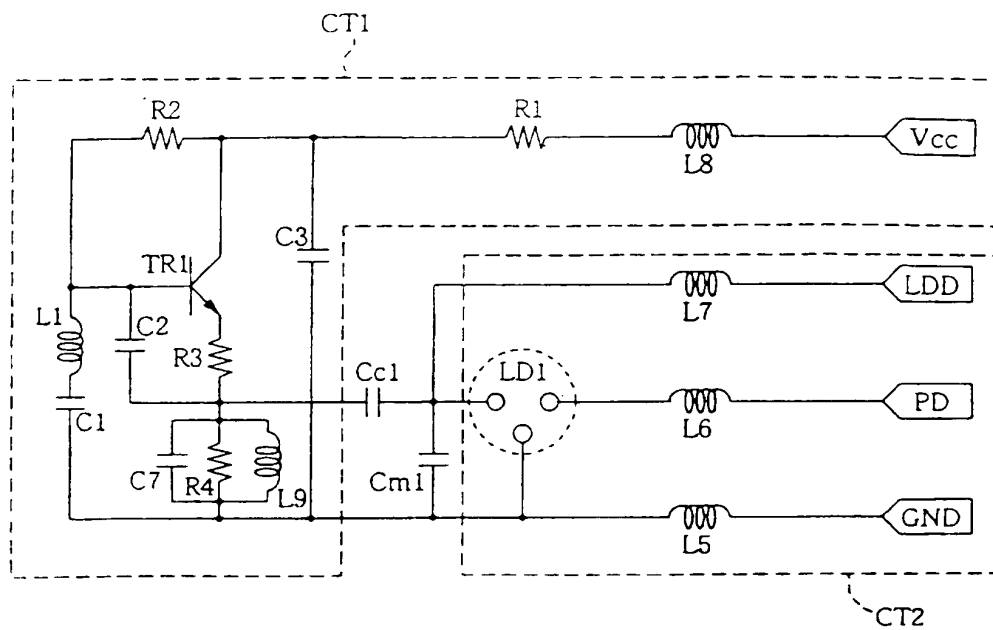 CT1
R2
R1
L8
Vcc
C3
TR1
L7
LDD
L1
C2
R3
Cc1
LD1
L6
PD
C1
C7
R4
L9
Cm1
L5
GND
CT2